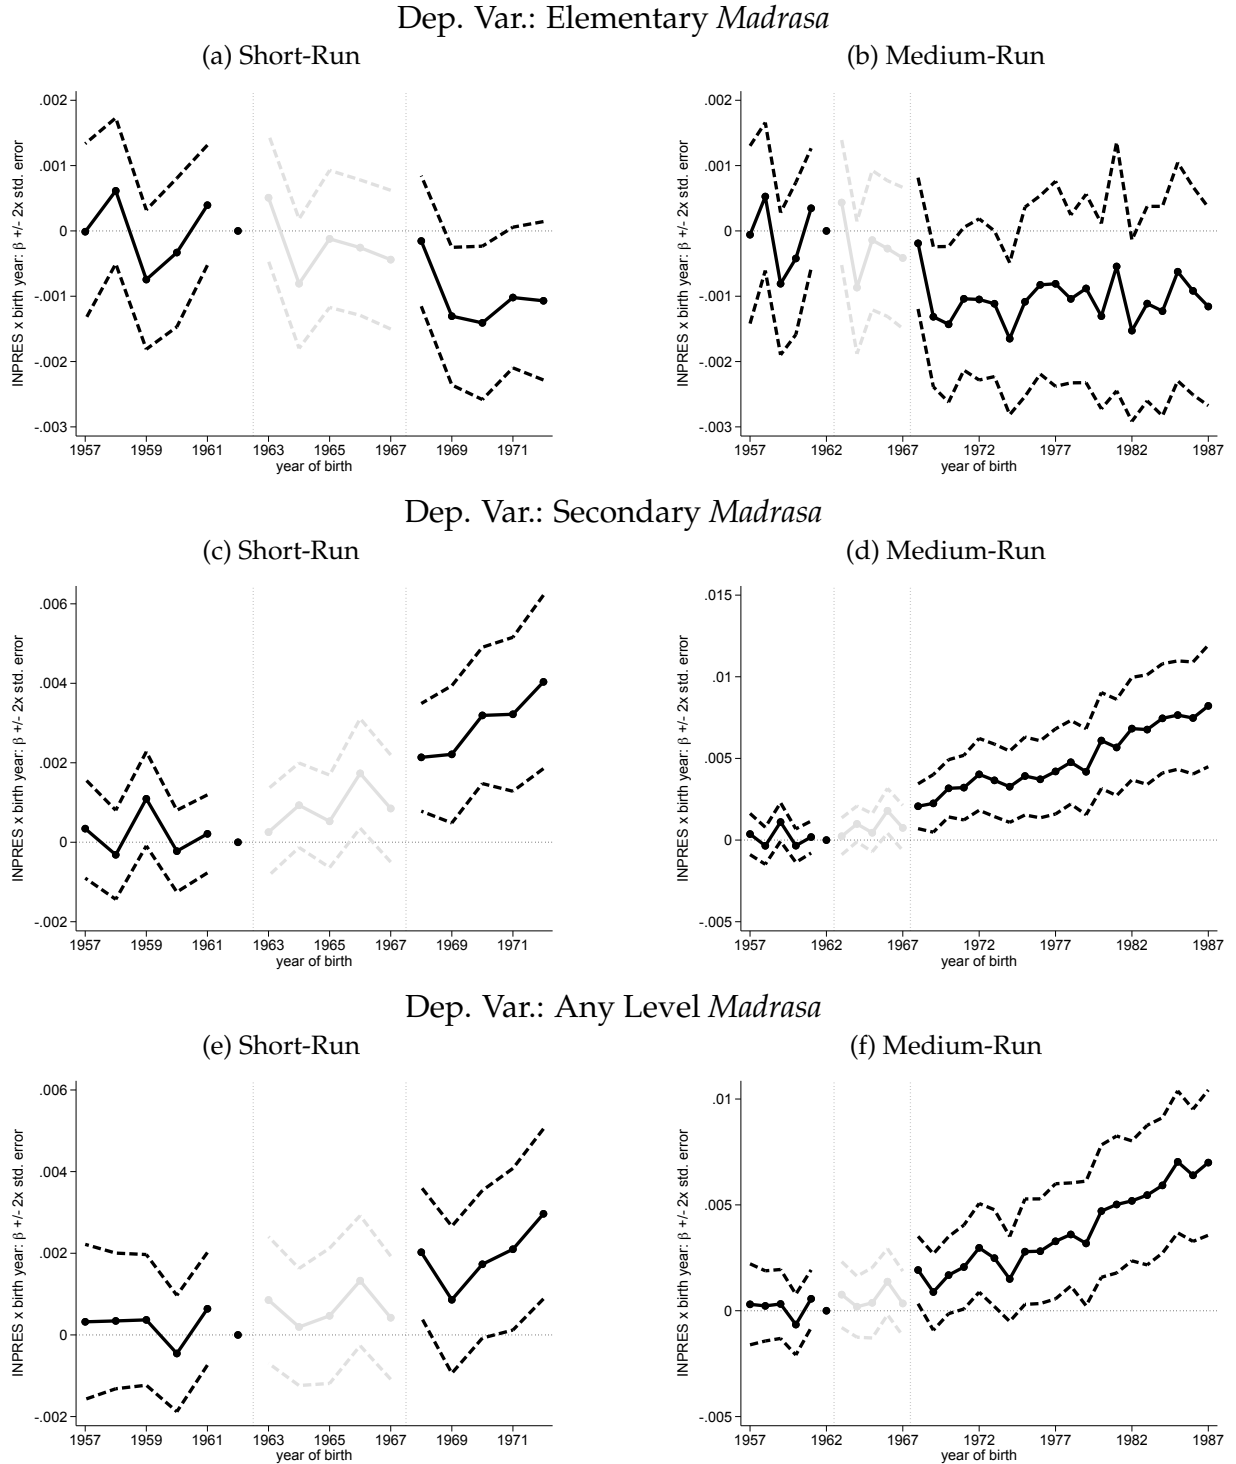 Dep. Var.: Elementary Madrasa
(a) Short-Run
(b) Medium-Run
INPRES x birth year: β +/- 2x std. error
.002
.001
0
-.001
-.002
-.003
1957 1959 1961 1963 1965 1967 1969 1971
year of birth
INPRES x birth year: β +/- 2x std. error
.002
.001
0
-.001
-.002
-.003
1957 1962 1967 1972 1977 1982 1987
year of birth
Dep. Var.: Secondary Madrasa
(c) Short-Run
(d) Medium-Run
INPRES x birth year: β +/- 2x std. error
.006
.004
.002
0
-.002
1957 1959 1961 1963 1965 1967 1969 1971
year of birth
INPRES x birth year: β +/- 2x std. error
.015
.01
.005
0
-.005
1957 1962 1967 1972 1977 1982 1987
year of birth
Dep. Var.: Any Level Madrasa
(e) Short-Run
(f) Medium-Run
INPRES x birth year: β +/- 2x std. error
.006
.004
.002
0
-.002
1957 1959 1961 1963 1965 1967 1969 1971
year of birth
INPRES x birth year: β +/- 2x std. error
.01
.005
0
-.005
1957 1962 1967 1972 1977 1982 1987
year of birth